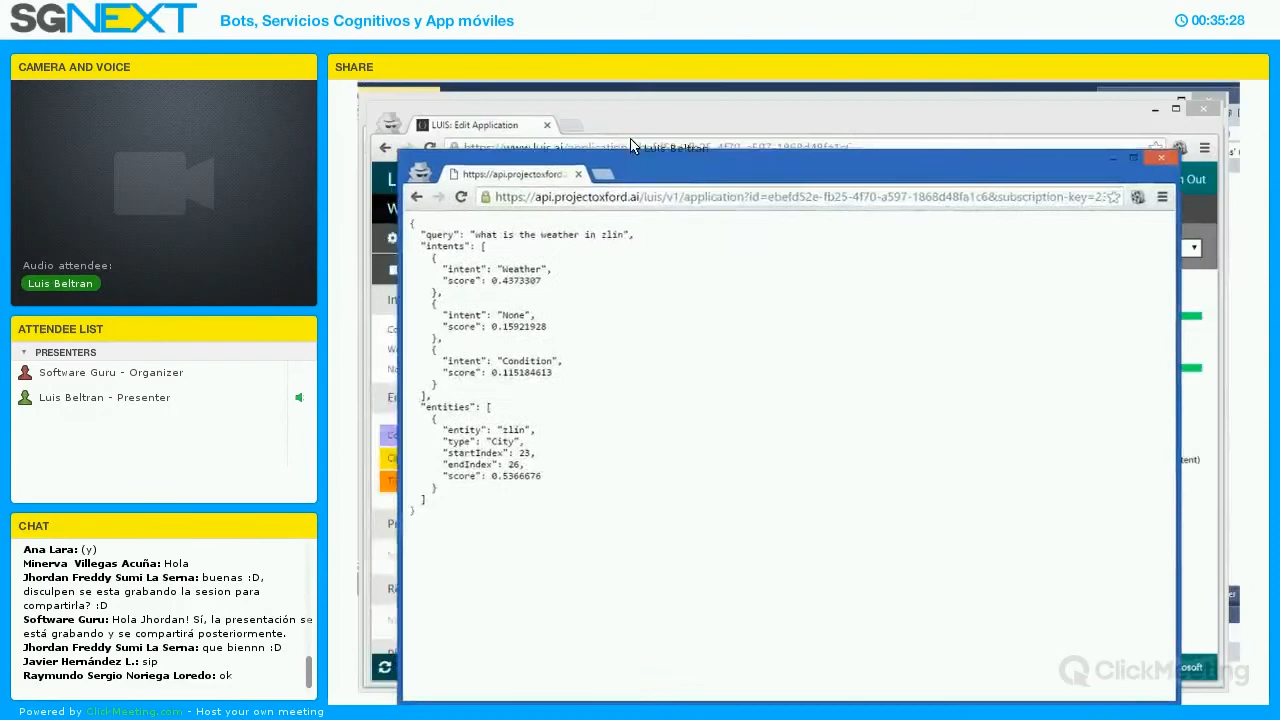 SGNEXT
Bots, Servicios Cognitivos y App móviles
00:35:28
CAMERA AND VOICE
Audio attendee:
Luis Beltran
ATTENDEE LIST
PRESENTERS
Software Guru - Organizer
Luis Beltran - Presenter
CHAT
Ana Lara: (y)
Minerva Villegas Acuña: Hola
Jhordan Freddy Sumi La Serna: buenas :D,
disculpen se esta grabando la sesion para
compartirla? :D
Software Guru: Hola Jhordan! Sí, la presentación se
está grabando y se compartirá posteriormente.
Jhordan Freddy Sumi La Serna: que biennn :D
Javier Hernández L.: sip
Raymundo Sergio Noriega Loredo: ok
Powered by ClickMeeting.com - Host your own meeting
SHARE
LUIS: Edit Application
Luis Beltran
https://api.projectoxford.
https://api.projectoxford.ai/luis/v1/application?id=ebefd52e-fb25-4f70-a597-1868d48fa1c6&subscription-key=23
n Out
{
"query": "what is the weather in zlin",
"intents": [
{
"intent": "Weather",
"score": 0.4373307
},
{
"intent": "None",
"score": 0.15921928
},
{
"intent": "Condition",
"score": 0.115184613
}
],
"entities": [
{
"entity": "zlin",
"type": "City",
"startIndex": 23,
"endIndex": 26,
"score": 0.5366676
}
]
}
ClickMeeting